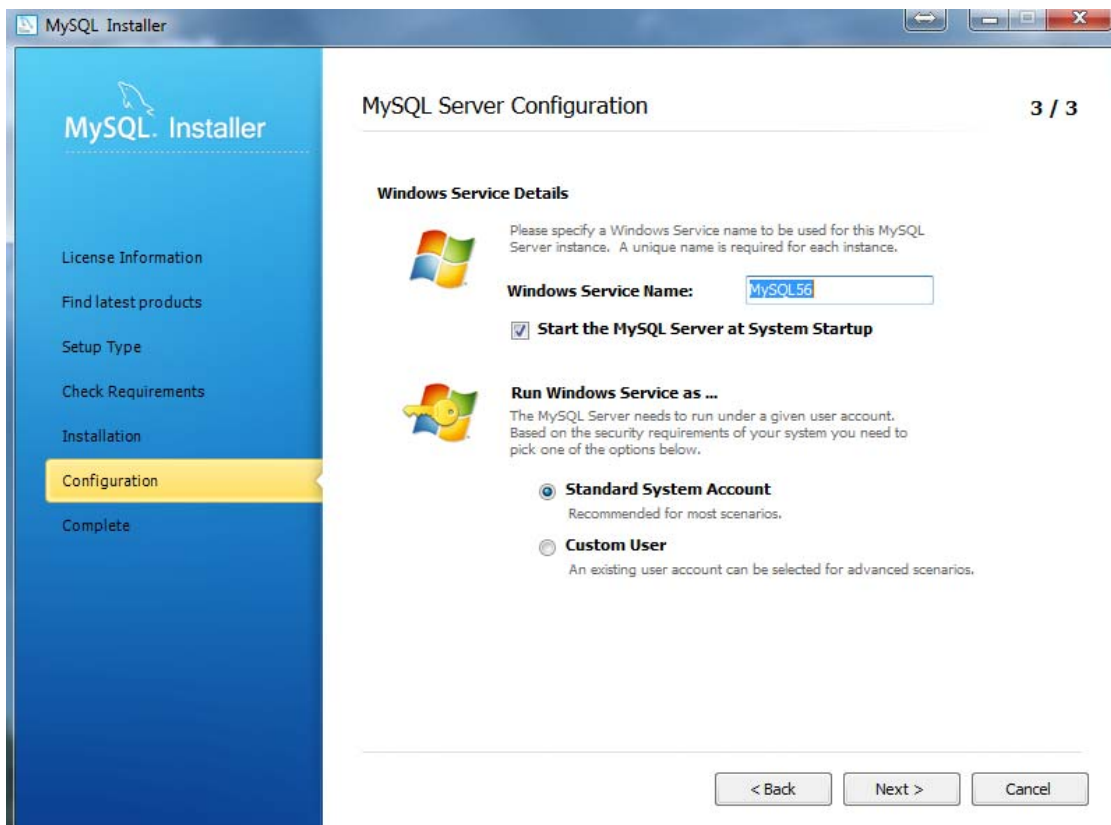 MySQL Installer
MySQL. Installer
License Information
Find latest products
Setup Type
Check Requirements
Installation
Configuration
Complete
MySQL Server Configuration
3 / 3
Windows Service Details
Please specify a Windows Service name to be used for this MySQL
Server instance. A unique name is required for each instance.
Windows Service Name:
MySQL56
Start the MySQL Server at System Startup
Run Windows Service as ...
The MySQL Server needs to run under a given user account.
Based on the security requirements of your system you need to
pick one of the options below.
Standard System Account
Recommended for most scenarios.
Custom User
An existing user account can be selected for advanced scenarios.
< Back
Next >
Cancel